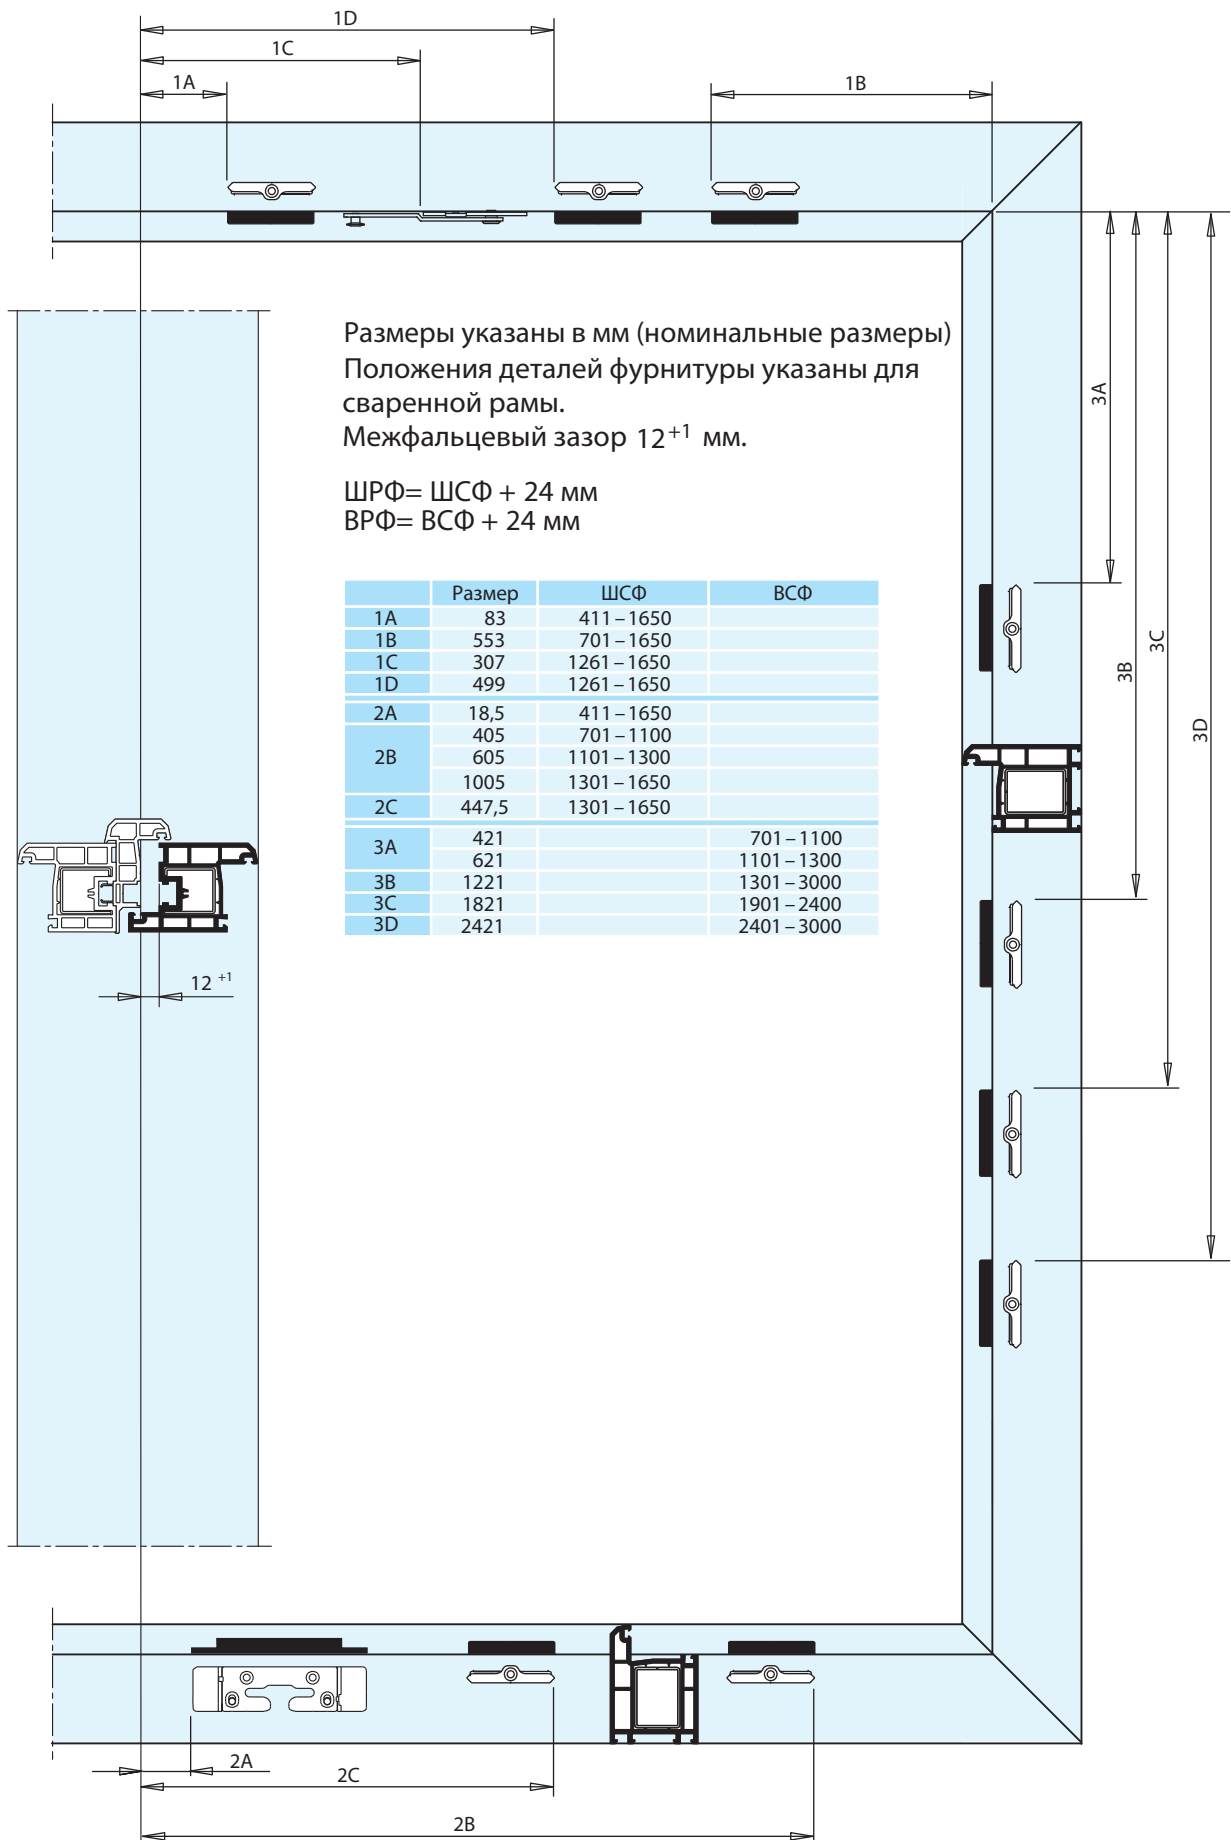 1D
1C
1A
1B
Размеры указаны в мм (номинальные размеры)
Положения деталей фурнитуры указаны для
сваренной рамы.
Межфальцевый зазор 12+1 мм.
ШРФ= ШСФ + 24 мм
ВРФ= ВСФ + 24 мм
Размер ШСФ ВСФ
1A 83 411 – 1650
1B 553 701 – 1650
1C 307 1261 – 1650
1D 499 1261 – 1650
2A 18,5 411 – 1650
2B 405 701 – 1100
605 1101 – 1300
1005 1301 – 1650
2C 447,5 1301 – 1650
3A 421 701 – 1100
621 1101 – 1300
3B 1221 1301 – 3000
3C 1821 1901 – 2400
3D 2421 2401 – 3000
3A
3B
3C
3D
12 +1
2A
2C
2B